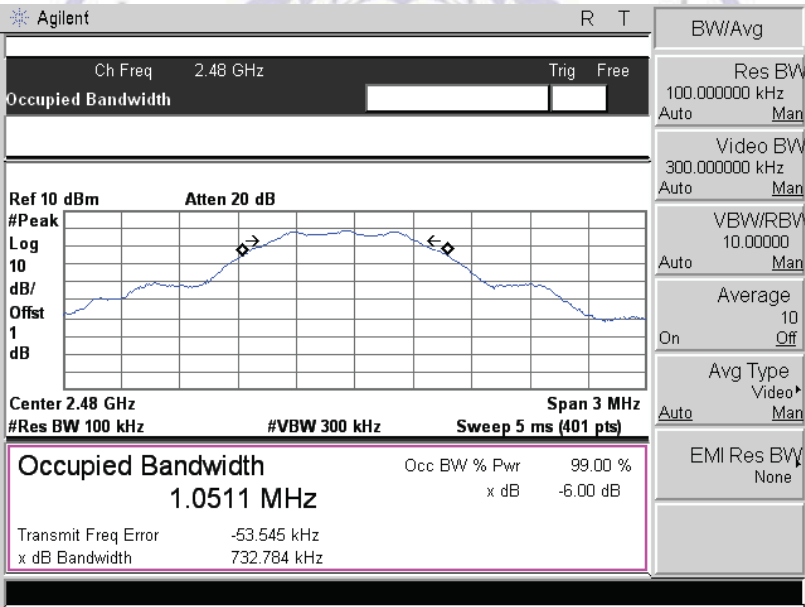 Agilent R T
Ch Freq 2.48 GHz Trig Free
Occupied Bandwidth
Ref 10 dBm Atten 20 dB
#Peak
Log
10
dB/
Offst
1
dB
Center 2.48 GHz Span 3 MHz
#Res BW 100 kHz #VBW 300 kHz Sweep 5 ms (401 pts)
Occupied Bandwidth
1.0511 MHz
Occ BW % Pwr 99.00 %
x dB -6.00 dB
Transmit Freq Error -53.545 kHz
x dB Bandwidth 732.784 kHz
BW/Avg
Res BW
100.000000 kHz
Auto Man
Video BW
300.000000 kHz
Auto Man
VBW/RBW
10.00000
Auto Man
Average
10
On Off
Avg Type
Video
Auto Man
EMI Res BW
None